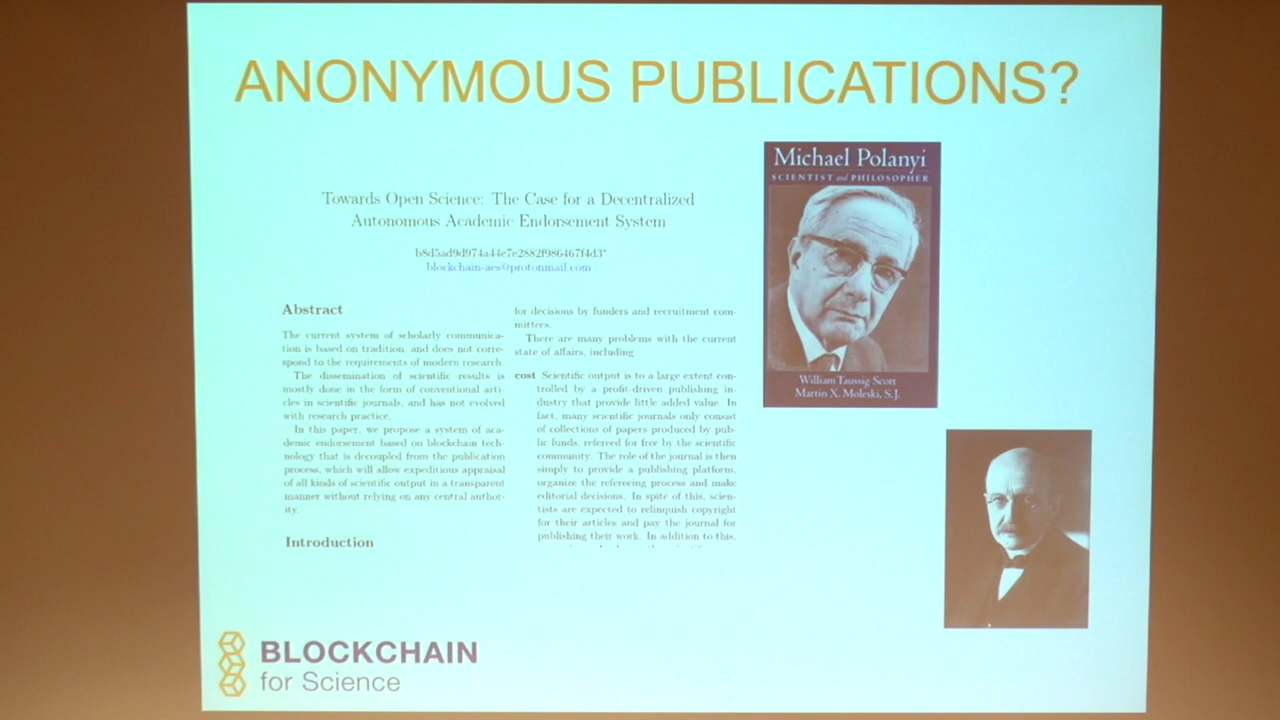 ANONYMOUS PUBLICATIONS?
Towards Open Science: The Case for a Decentralized
Autonomous Academic Endorsement System
b8d5ad9d974a44e7e2882f986467f4d3*
blockchain-aes@protonmail.com
Abstract
The current system of scholarly communica-
tion is based on tradition, and does not corre-
spond to the requirements of modern research.
The dissemination of scientific results is
mostly done in the form of conventional arti-
cles in scientific journals, and has not evolved
with research practice.
In this paper, we propose a system of aca-
demic endorsement based on blockchain tech-
nology that is decoupled from the publication
process, which will allow expeditious appraisal
of all kinds of scientific output in a transparent
manner without relying on any central author-
ity.
Introduction
for decisions by funders and recruitment com-
mittees.
There are many problems with the current
state of affairs, including
cost Scientific output is to a large extent con-
trolled by a profit-driven publishing in-
dustry that provide little added value. In
fact, many scientific journals only consist
of collections of papers produced by pub-
lic funds, refereed for free by the scientific
community. The role of the journal is then
simply to provide a publishing platform,
organize the refereeing process and make
editorial decisions. In spite of this, scien-
tists are expected to relinquish copyright
for their articles and pay the journal for
publishing their work. In addition to this,
Michael Polanyi
SCIENTIST and PHILOSOPHER
William Taussig Scott
Martin X. Moleski, S. J.
BLOCKCHAIN
for Science